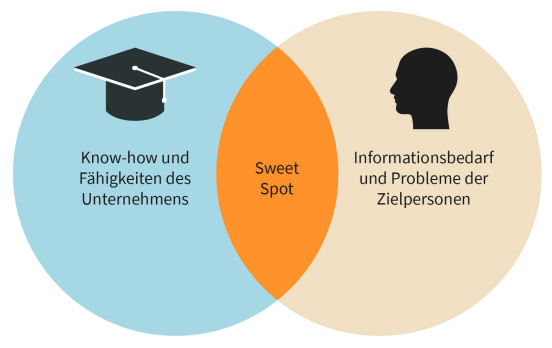 Know-how und
Fähigkeiten des
Unternehmens
Sweet
Spot
Informationsbedarf
und Probleme der
Zielpersonen